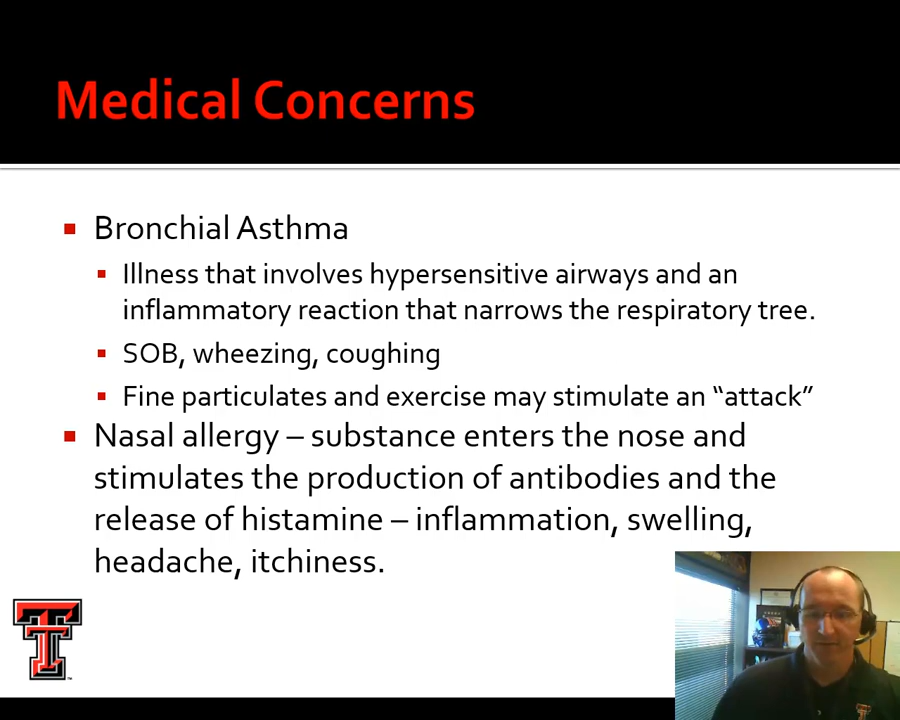 Medical Concerns
Bronchial Asthma
Illness that involves hypersensitive airways and an
inflammatory reaction that narrows the respiratory tree.
SOB, wheezing, coughing
Fine particulates and exercise may stimulate an “attack”
Nasal allergy – substance enters the nose and
stimulates the production of antibodies and the
release of histamine – inflammation, swelling,
headache, itchiness.
TT
™